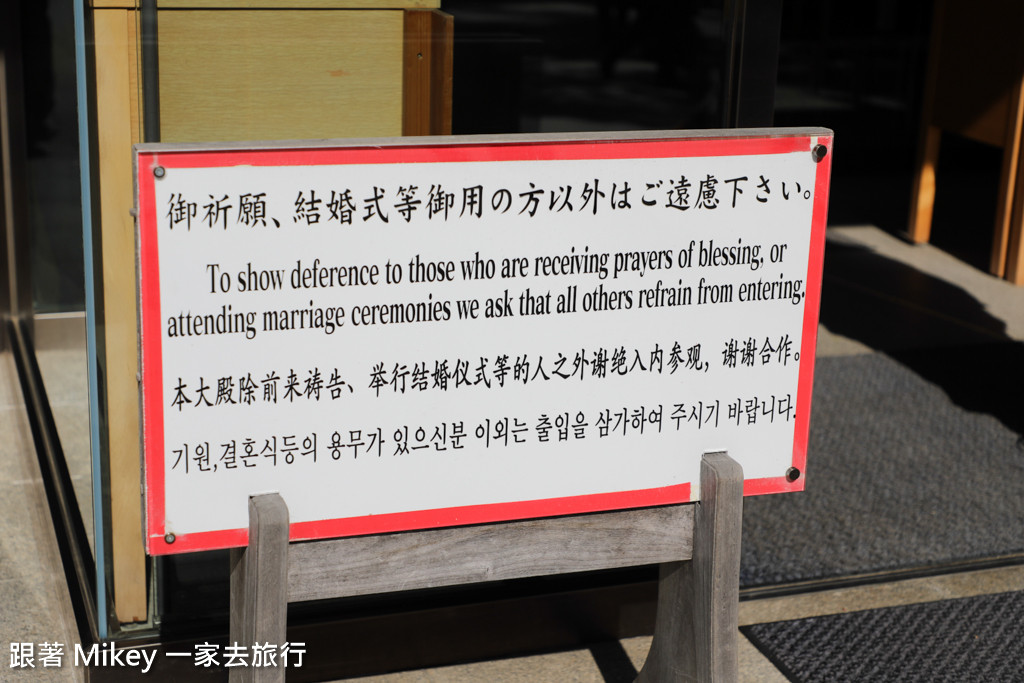 御祈願、結婚式等御用の方以外はご遠慮下さい。
To show deference to those who are receiving prayers of blessing, or
attending marriage ceremonies we ask that all others refrain from entering.
本大殿除前来祷告、举行结婚仪式等的人之外谢绝入内参观，谢谢合作。
기원,결혼식등의 용무가 있으신분 이외는 출입을 삼가하여 주시기 바랍니다.
跟著 Mikey 一家去旅行